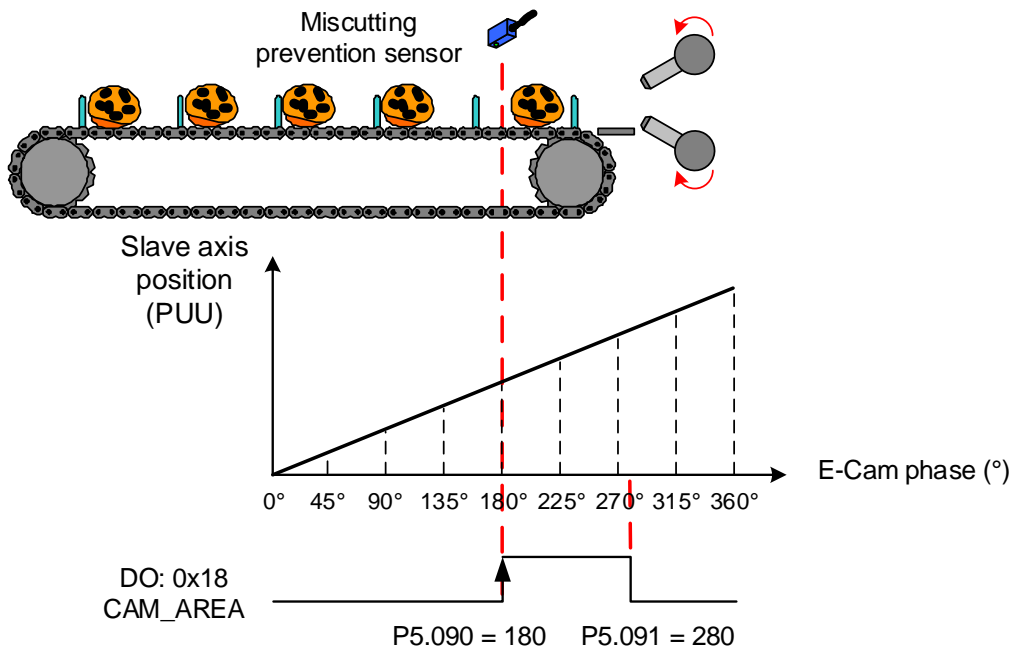 Miscutting
prevention sensor
Slave axis
position
(PUU)
E-Cam phase (°)
0° 45° 90° 135° 180° 225° 270° 315° 360°
DO: 0x18
CAM_AREA
P5.090 = 180 P5.091 = 280